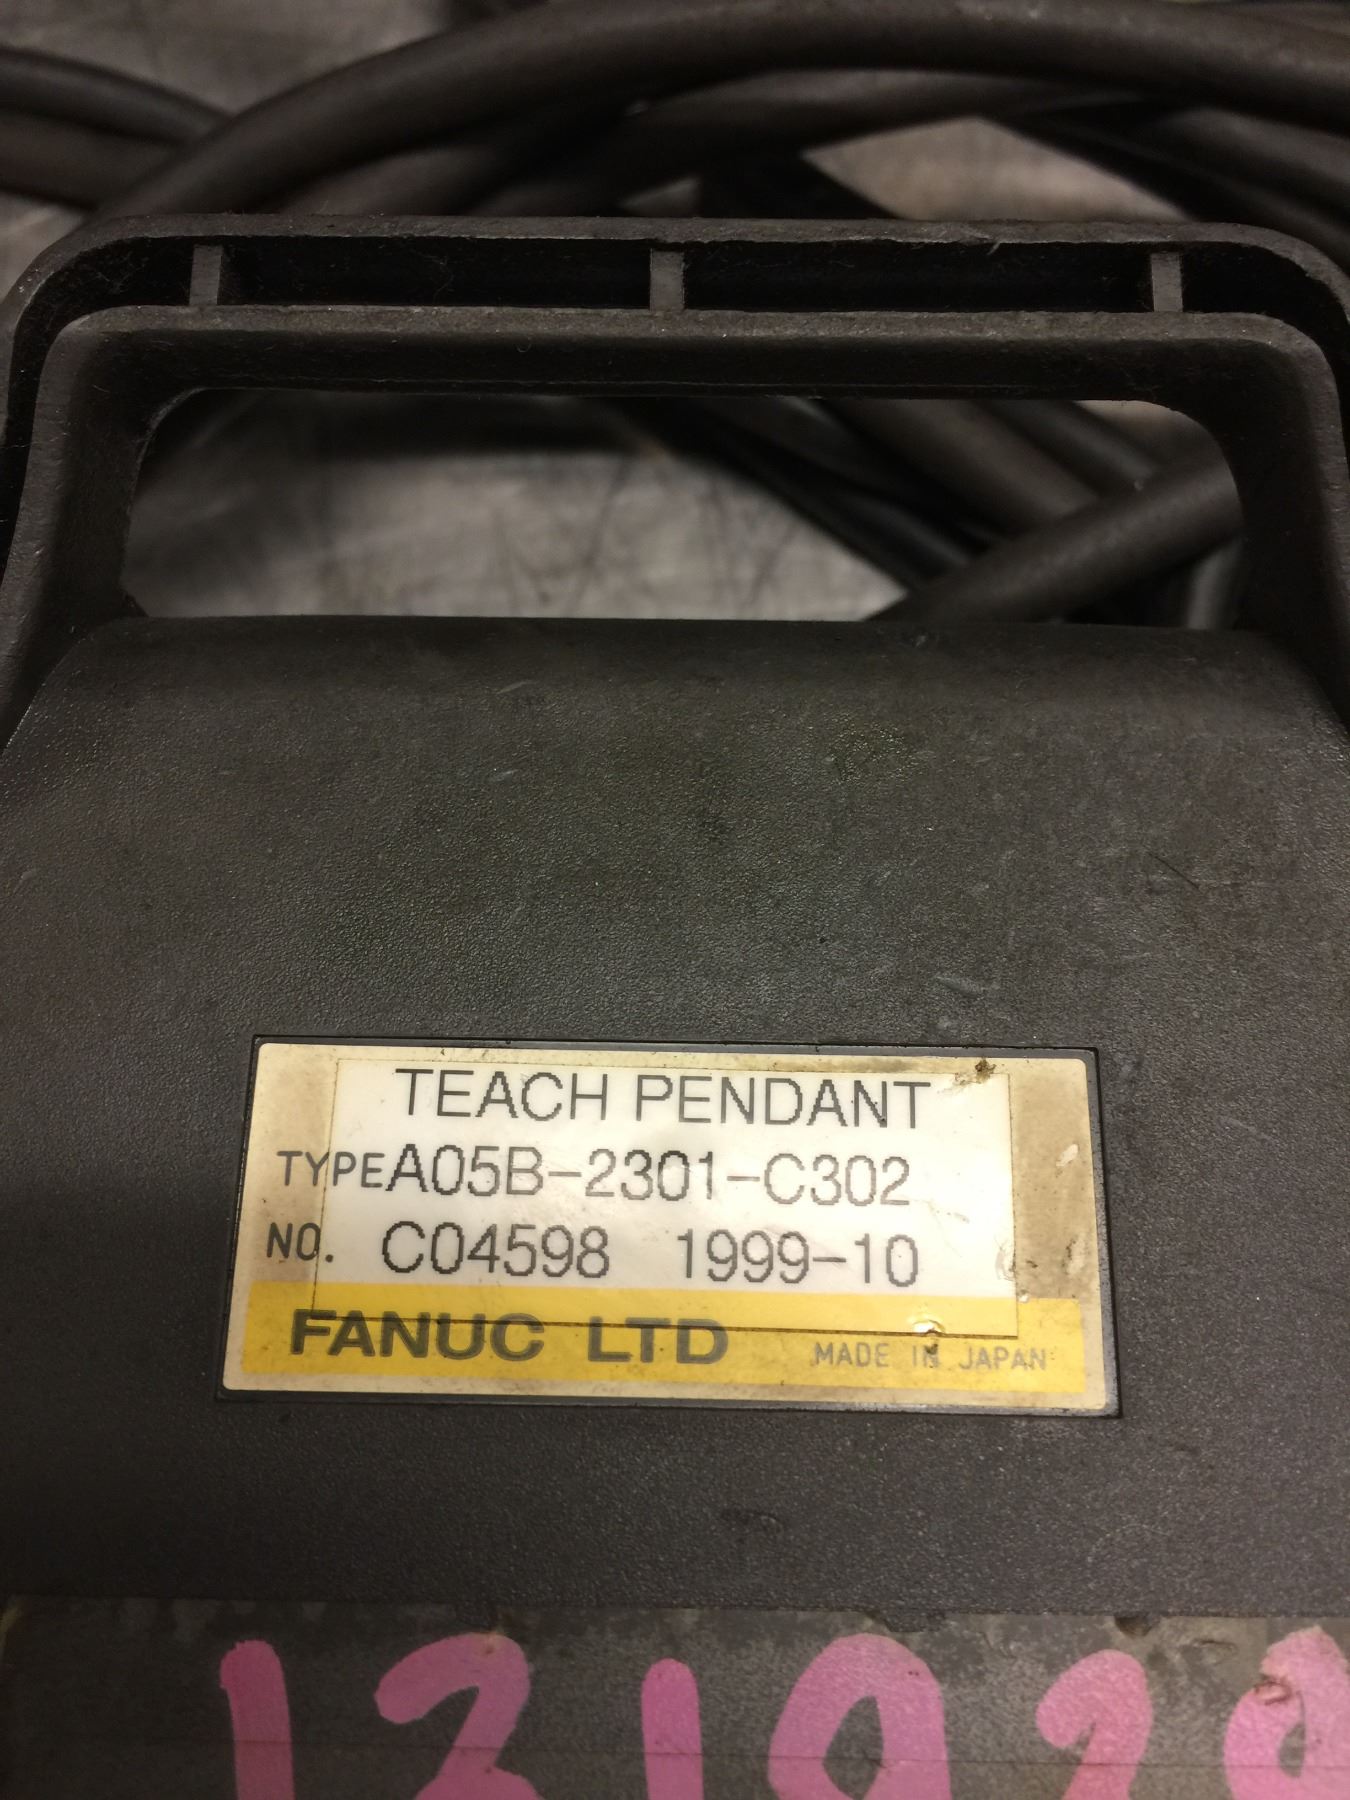 TEACH PENDANT
TYPE A05B-2301-C302
NO. C04598 1999-10
FANUC LTD MADE IN JAPAN